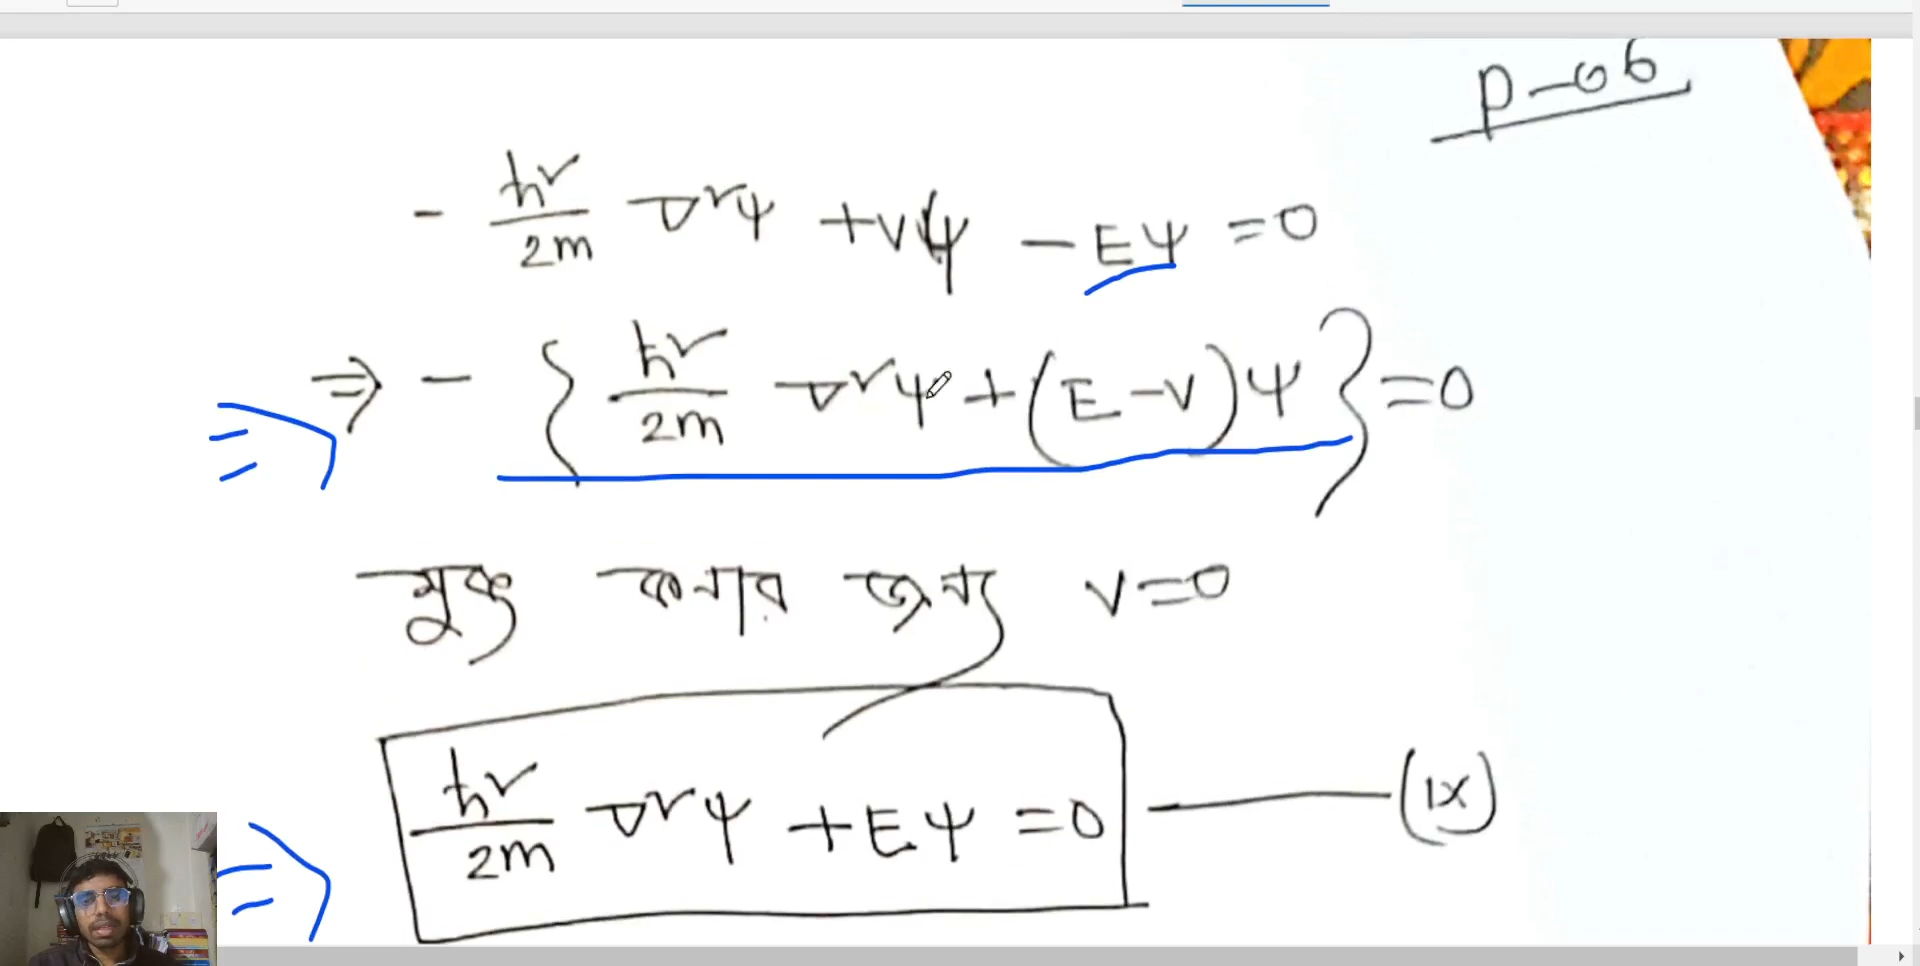 P-06
- ħ²/2m ∇²ψ + Vψ - Eψ = 0
⇒ - { ħ²/2m ∇²ψ + (E - V) ψ } = 0
মুক্ত কণার জন্য V = 0
ħ²/2m ∇²ψ + Eψ = 0 — (IX)